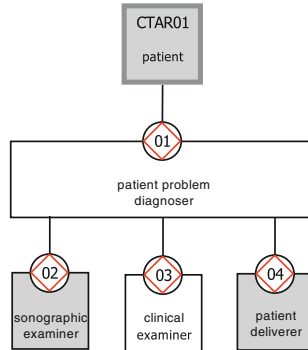 CTAR01
patient
01
patient problem
diagnoser
02
03
04
sonographic
examiner
clinical
examiner
patient
deliverer